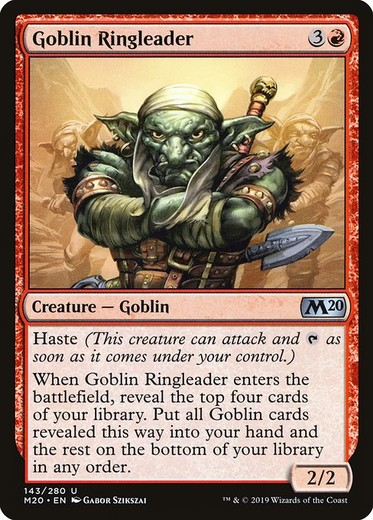 Goblin Ringleader 3
Creature — Goblin M20
Haste (This creature can attack and as
soon as it comes under your control.)
When Goblin Ringleader enters the
battlefield, reveal the top four cards
of your library. Put all Goblin cards
revealed this way into your hand and
the rest on the bottom of your library
in any order.
2/2
143/280 U
M20 • EN GABOR SZIKSZAI ™ & © 2019 Wizards of the Coast